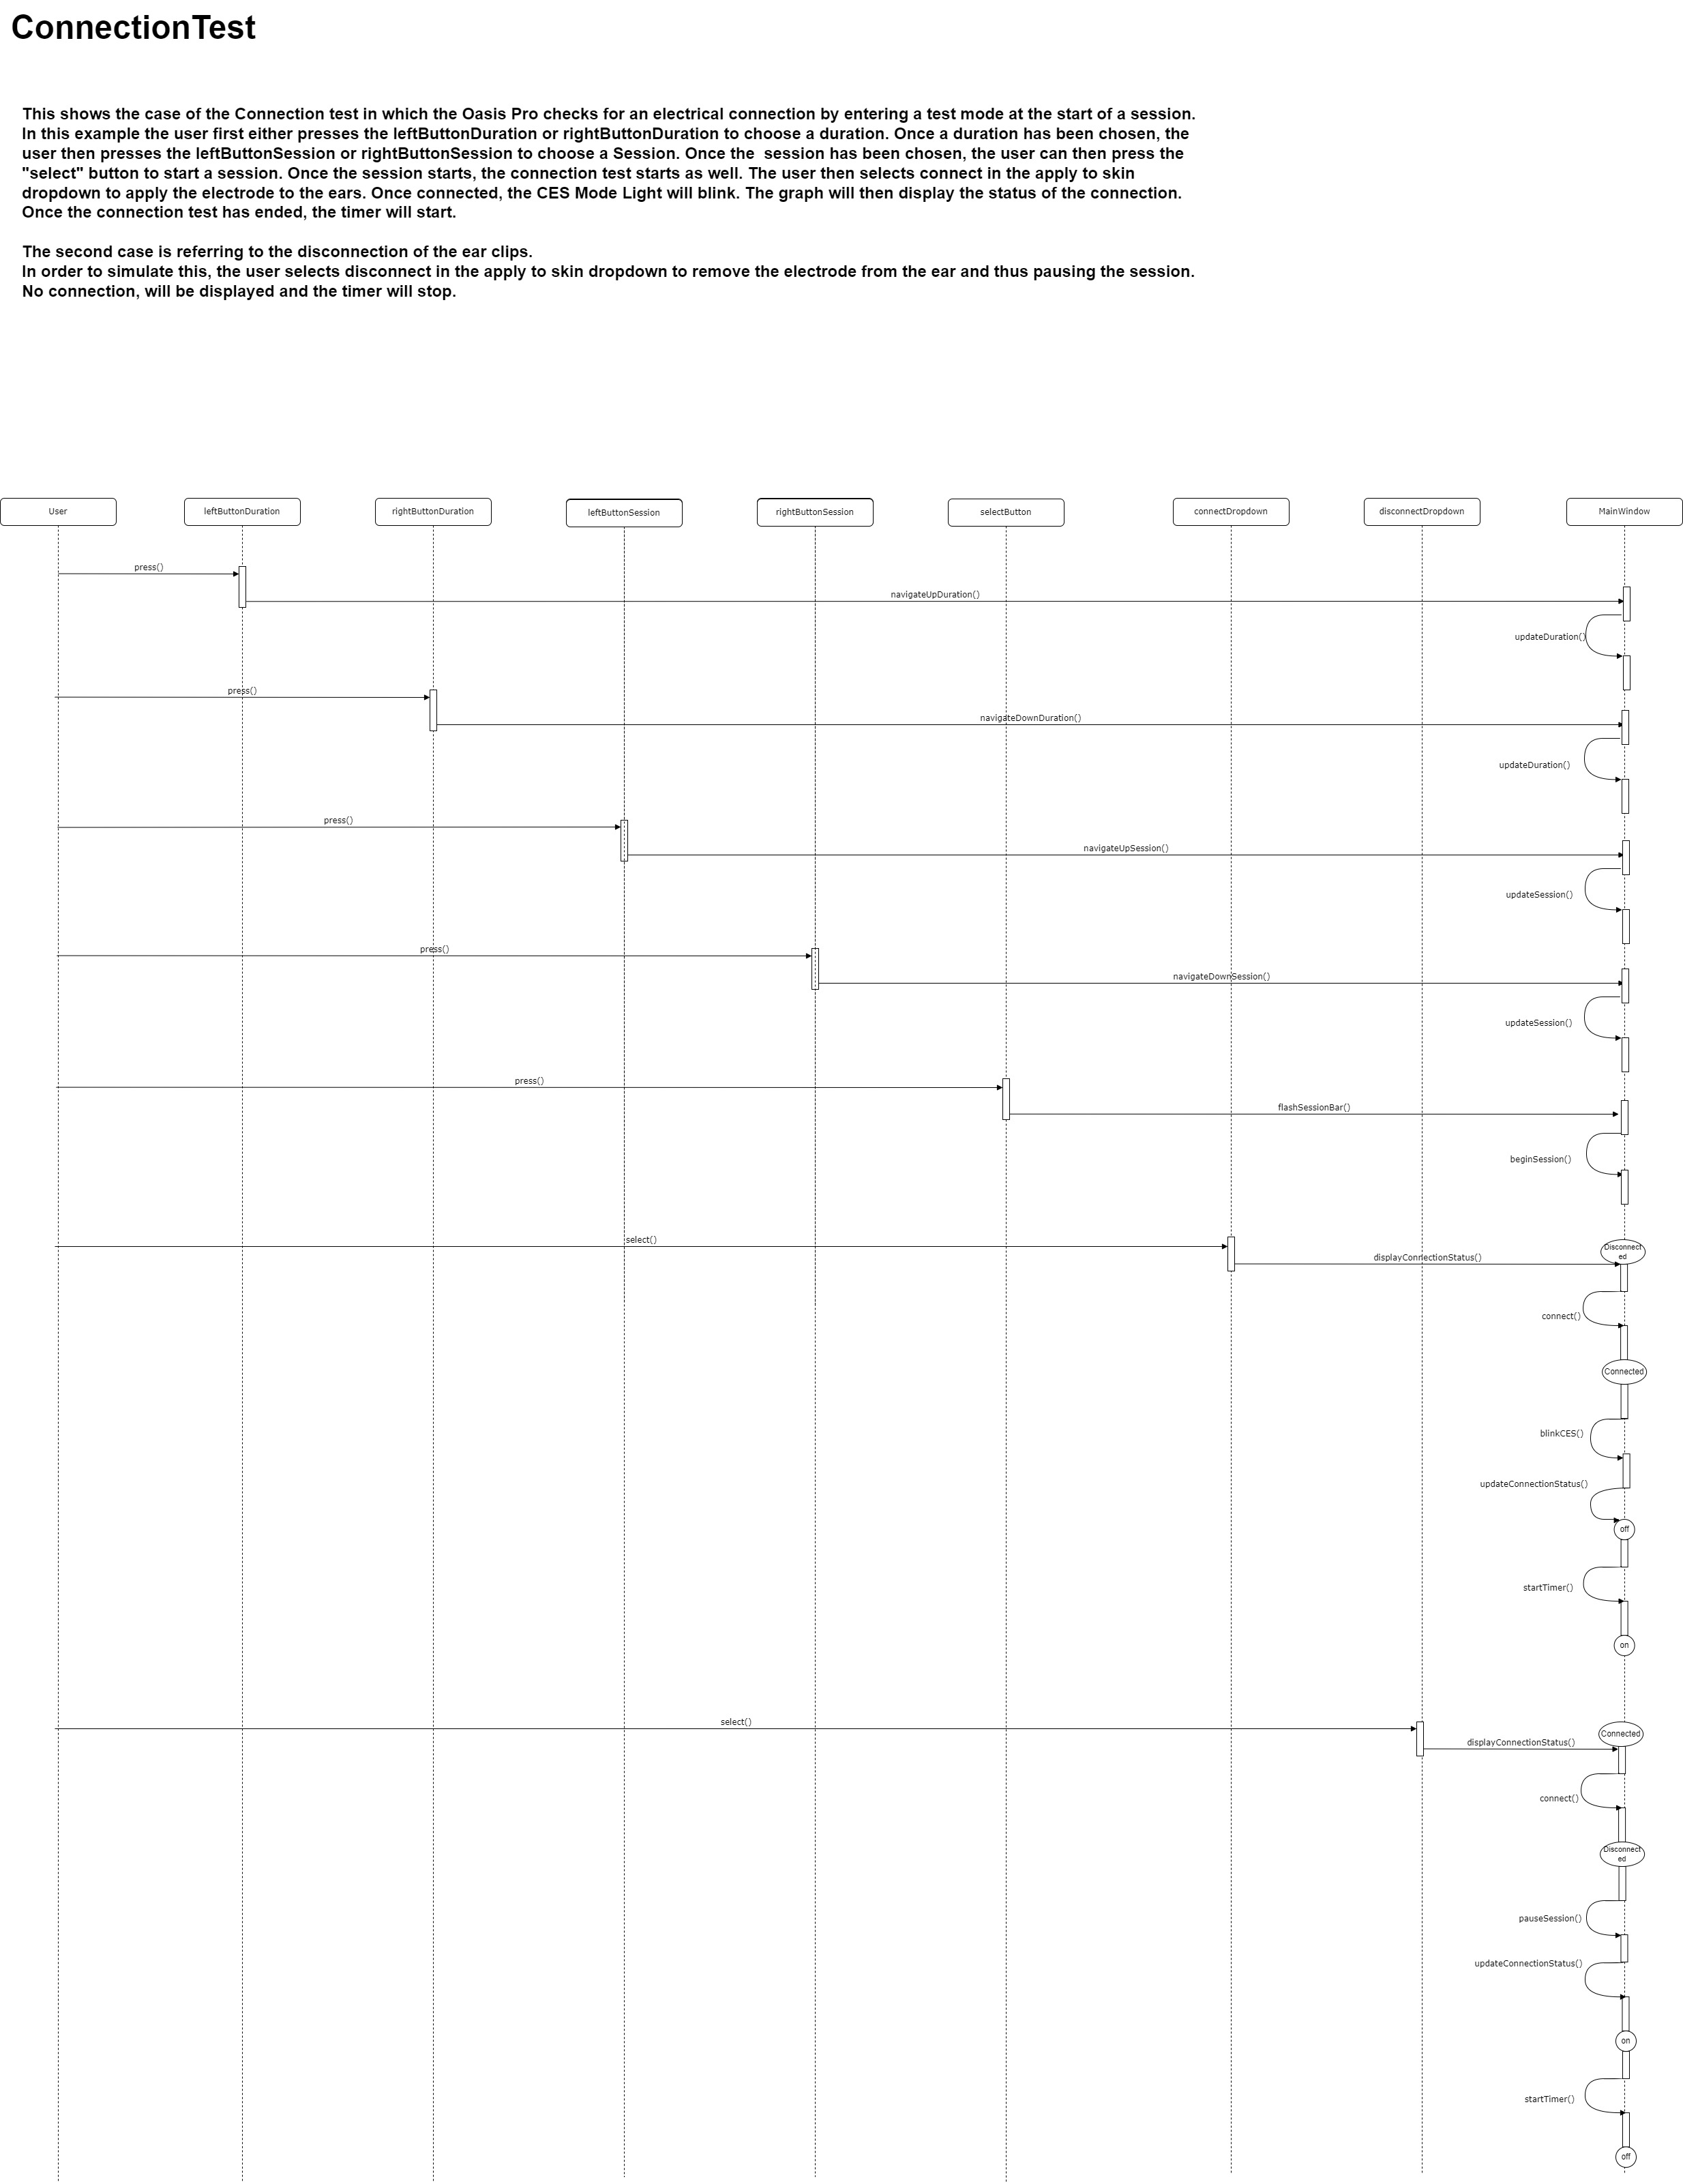 ConnectionTest
This shows the case of the Connection test in which the Oasis Pro checks for an electrical connection by entering a test mode at the start of a session.
In this example the user first either presses the leftButtonDuration or rightButtonDuration to choose a duration. Once a duration has been chosen, the
user then presses the leftButtonSession or rightButtonSession to choose a Session. Once the  session has been chosen, the user can then press the
"select" button to start a session. Once the session starts, the connection test starts as well. The user then selects connect in the apply to skin
dropdown to apply the electrode to the ears. Once connected, the CES Mode Light will blink. The graph will then display the status of the connection.
Once the connection test has ended, the timer will start.
The second case is referring to the disconnection of the ear clips.
In order to simulate this, the user selects disconnect in the apply to skin dropdown to remove the electrode from the ear and thus pausing the session.
No connection, will be displayed and the timer will stop.
User
leftButtonDuration
rightButtonDuration
leftButtonSession
rightButtonSession
selectButton
connectDropdown
disconnectDropdown
MainWindow
press()
navigateUpDuration()
updateDuration()
press()
navigateDownDuration()
updateDuration()
press()
navigateUpSession()
updateSession()
press()
navigateDownSession()
updateSession()
press()
flashSessionBar()
beginSession()
select()
Disconnect
ed
displayConnectionStatus()
connect()
Connected
blinkCES()
updateConnectionStatus()
off
startTimer()
on
select()
Connected
displayConnectionStatus()
connect()
Disconnect
ed
pauseSession()
updateConnectionStatus()
on
startTimer()
off